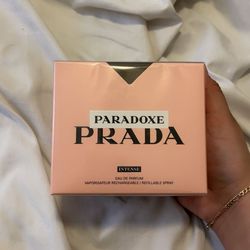 PARADOXE
PRADA
INTENSE
EAU DE PARFUM
VAPORISATEUR RECHARGEABLE / REFILLABLE SPRAY